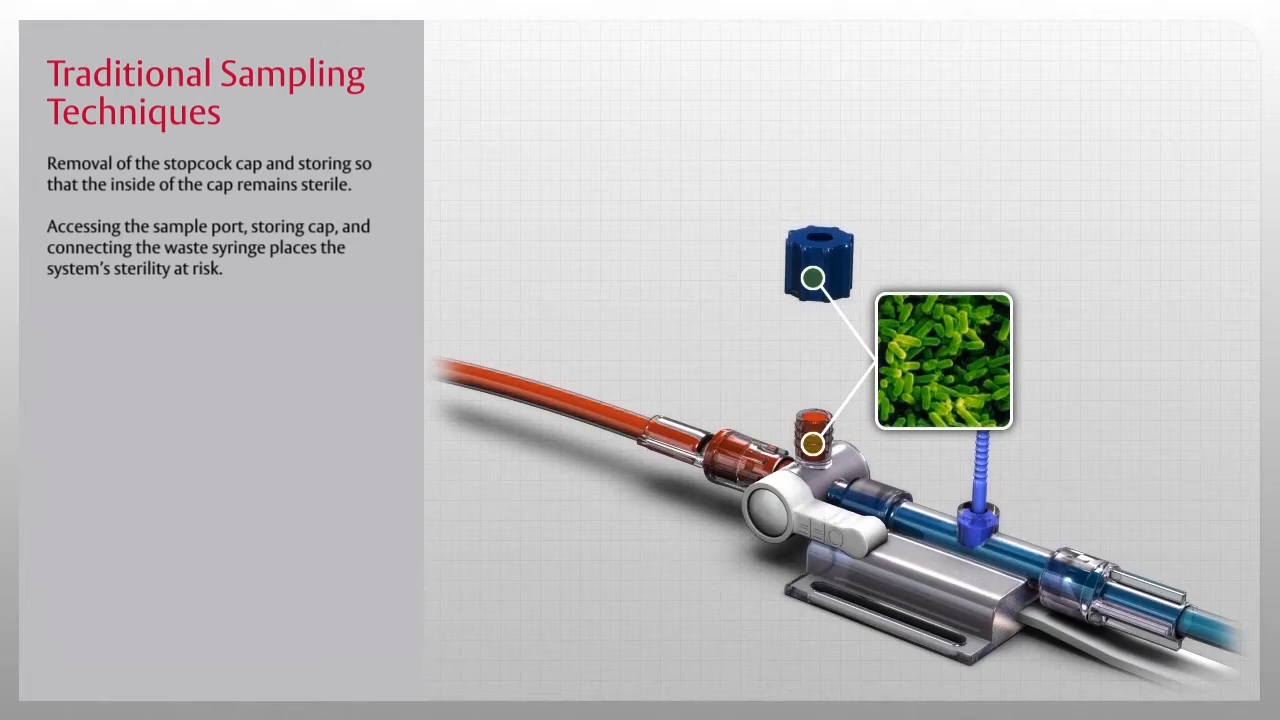 Traditional Sampling
Techniques
Removal of the stopcock cap and storing so
that the inside of the cap remains sterile.
Accessing the sample port, storing cap, and
connecting the waste syringe places the
system's sterility at risk.